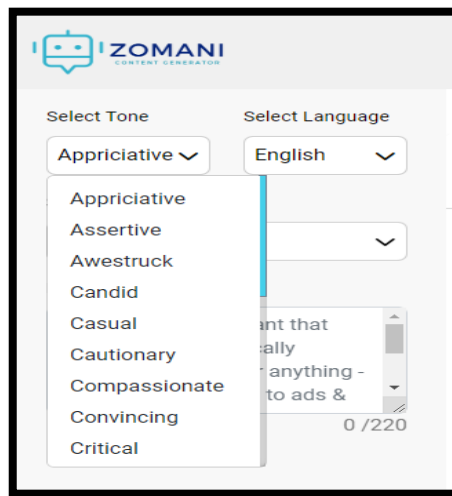 ZOMANI
CONTENT GENERATOR
Select Tone Select Language
Appriciative English
Appriciative
Assertive
Awestruck
Candid
Casual
Cautionary
Compassionate
Convincing
Critical
ant that
ally
r anything -
to ads &
0 /220